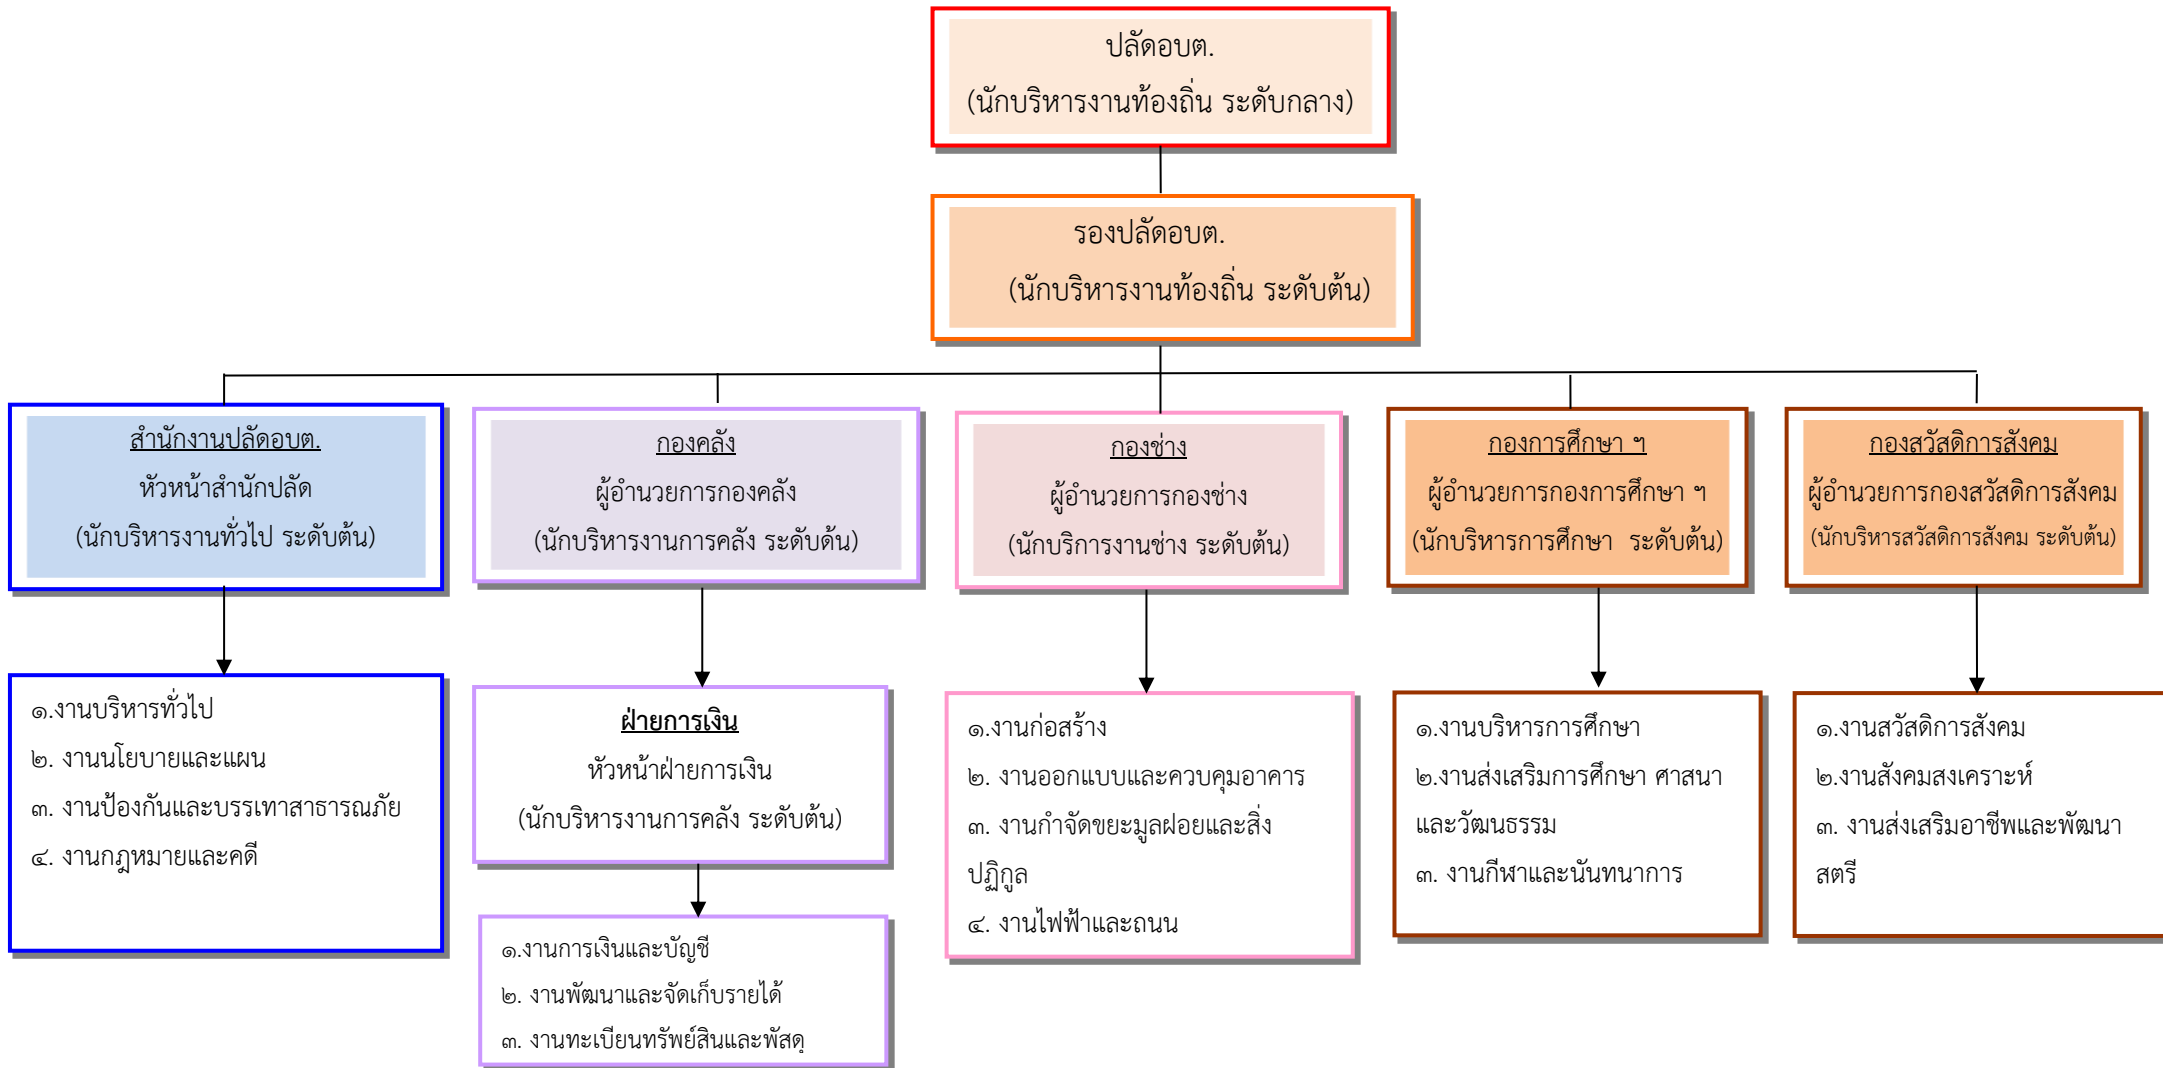 ปลัดอบต.
(นักบริหารงานท้องถิ่น ระดับกลาง)
รองปลัดอบต.
(นักบริหารงานท้องถิ่น ระดับต้น)
สำนักงานปลัดอบต.
หัวหน้าสำนักปลัด
(นักบริหารงานทั่วไป ระดับต้น)
กองคลัง
ผู้อำนวยการกองคลัง
(นักบริหารงานการคลัง ระดับด้น)
กองช่าง
ผู้อำนวยการกองช่าง
(นักบริการงานช่าง ระดับต้น)
กองการศึกษา ฯ
ผู้อำนวยการกองการศึกษา ฯ
(นักบริหารการศึกษา ระดับต้น)
กองสวัสดิการสังคม
ผู้อำนวยการกองสวัสดิการสังคม
(นักบริหารสวัสดิการสังคม ระดับต้น)
๑.งานบริหารทั่วไป
๒. งานนโยบายและแผน
๓. งานป้องกันและบรรเทาสาธารณภัย
๔. งานกฎหมายและคดี
ฝ่ายการเงิน
หัวหน้าฝ่ายการเงิน
(นักบริหารงานการคลัง ระดับต้น)
๑.งานการเงินและบัญชี
๒. งานพัฒนาและจัดเก็บรายได้
๓. งานทะเบียนทรัพย์สินและพัสดุ
๑.งานก่อสร้าง
๒. งานออกแบบและควบคุมอาคาร
๓. งานกำจัดขยะมูลฝอยและสิ่ง
ปฏิกูล
๔. งานไฟฟ้าและถนน
๑.งานบริหารการศึกษา
๒.งานส่งเสริมการศึกษา ศาสนา
และวัฒนธรรม
๓. งานกีฬาและนันทนาการ
๑.งานสวัสดิการสังคม
๒.งานสังคมสงเคราะห์
๓. งานส่งเสริมอาชีพและพัฒนา
สตรี